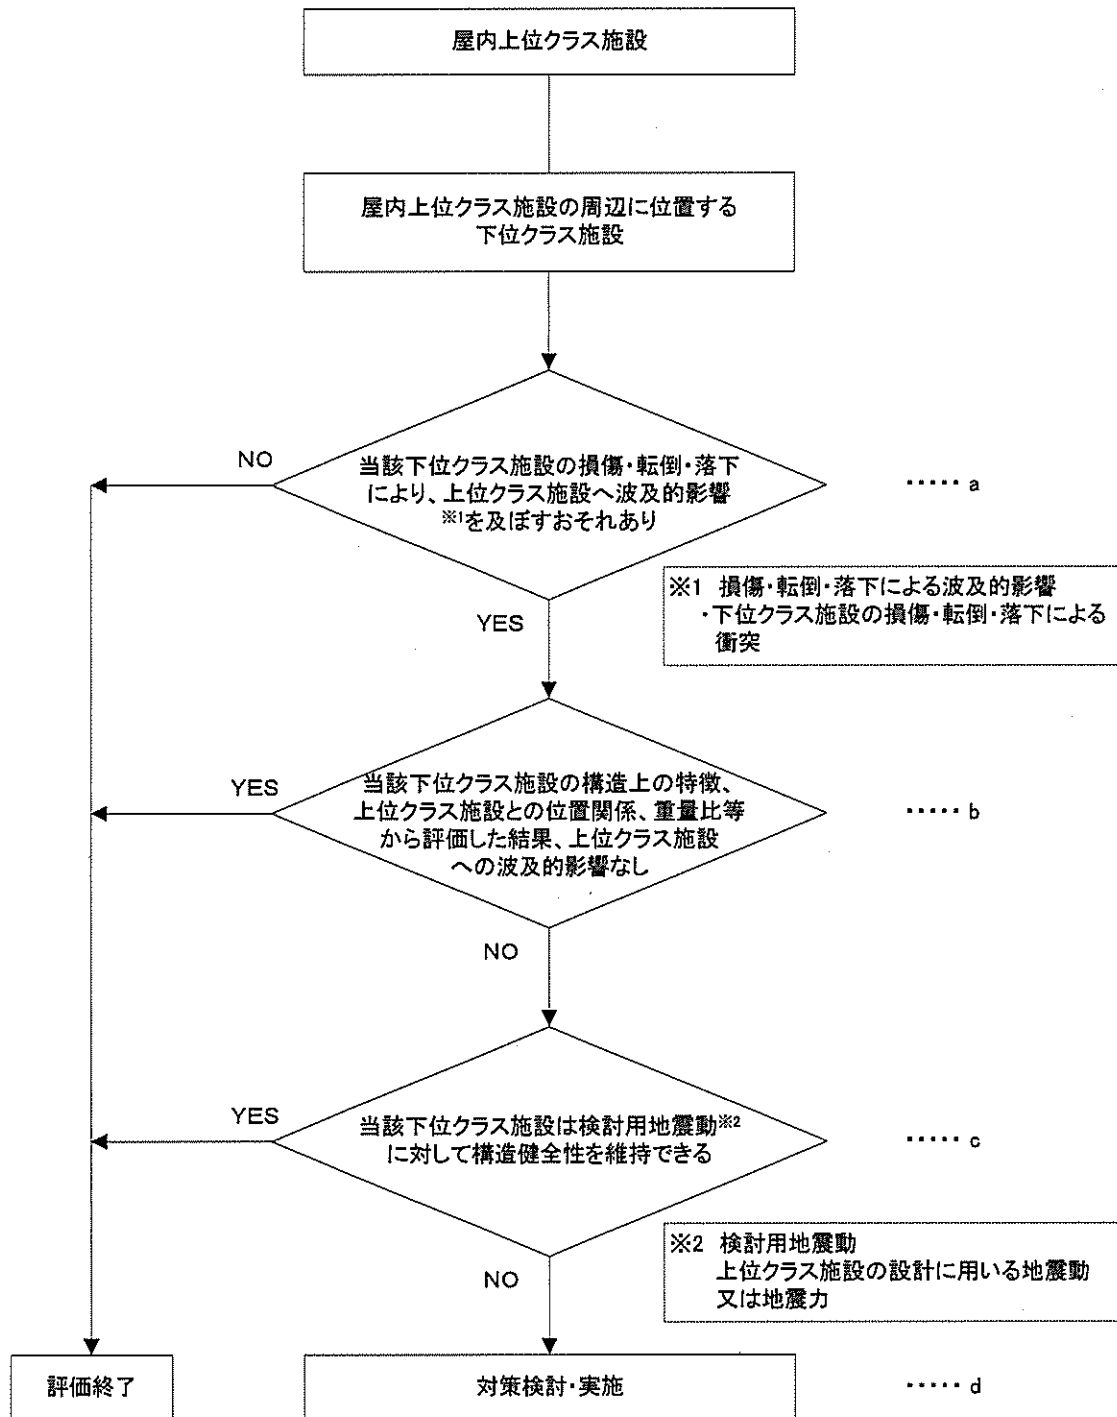 屋内上位クラス施設
屋内上位クラス施設の周辺に位置する
下位クラス施設
NO
当該下位クラス施設の損傷・転倒・落下
により、上位クラス施設へ波及的影響
※1を及ぼすおそれあり
・・・・・ a
※1 損傷・転倒・落下による波及的影響
・下位クラス施設の損傷・転倒・落下による
衝突
YES
YES
当該下位クラス施設の構造上の特徴、
上位クラス施設との位置関係、重量比等
から評価した結果、上位クラス施設
への波及的影響なし
・・・・・ b
NO
YES
当該下位クラス施設は検討用地震動※2
に対して構造健全性を維持できる
・・・・・ c
※2 検討用地震動
上位クラス施設の設計に用いる地震動
又は地震力
NO
評価終了
対策検討・実施
・・・・・ d